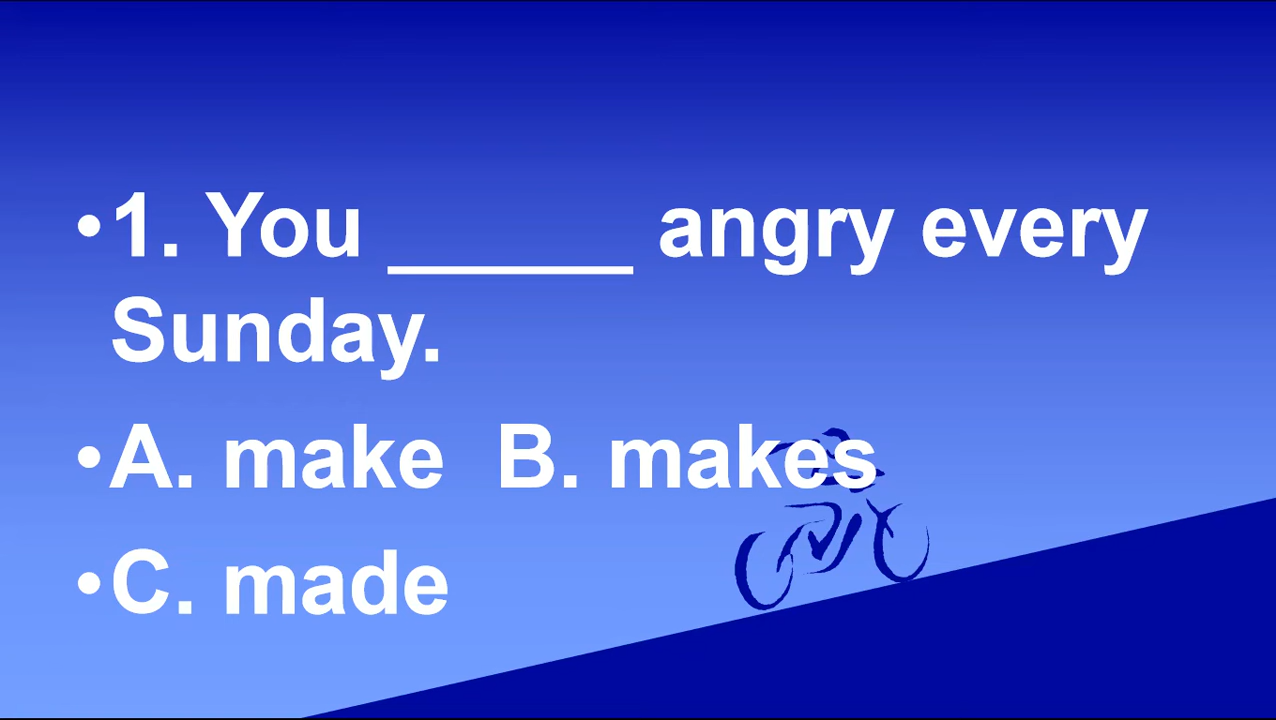 •1. You ______ angry every
Sunday.
•A. make B. makes
•C. made